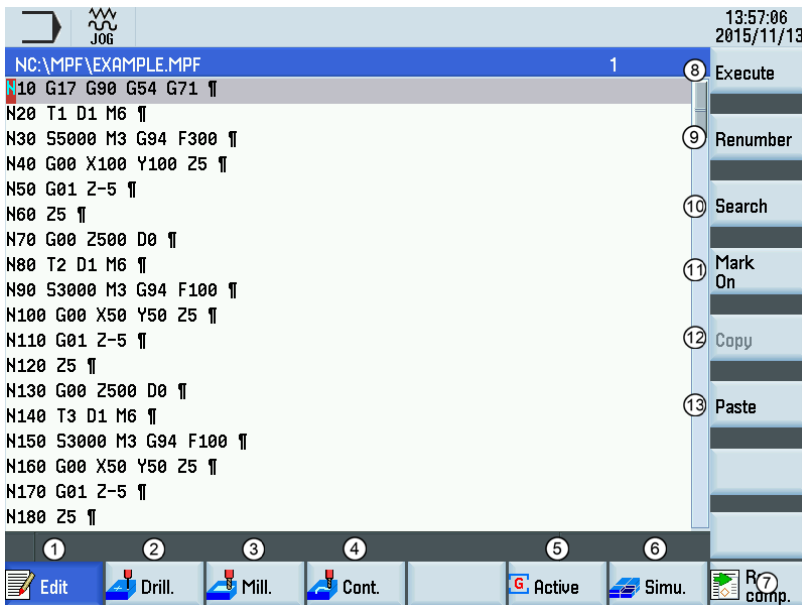 JOG
13:57:06
2015/11/13
NC:\MPF\EXAMPLE.MPF 1
N10 G17 G90 G54 G71 ¶
N20 T1 D1 M6 ¶
N30 S5000 M3 G94 F300 ¶
N40 G00 X100 Y100 Z5 ¶
N50 G01 Z-5 ¶
N60 Z5 ¶
N70 G00 Z500 D0 ¶
N80 T2 D1 M6 ¶
N90 S3000 M3 G94 F100 ¶
N100 G00 X50 Y50 Z5 ¶
N110 G01 Z-5 ¶
N120 Z5 ¶
N130 G00 Z500 D0 ¶
N140 T3 D1 M6 ¶
N150 S3000 M3 G94 F100 ¶
N160 G00 X50 Y50 Z5 ¶
N170 G01 Z-5 ¶
N180 Z5 ¶
8 Execute
9 Renumber
10 Search
11 Mark
On
12 Copy
13 Paste
1 2 3 4 5 6
Edit Drill. Mill. Cont. G Active Simu. 7
comp.